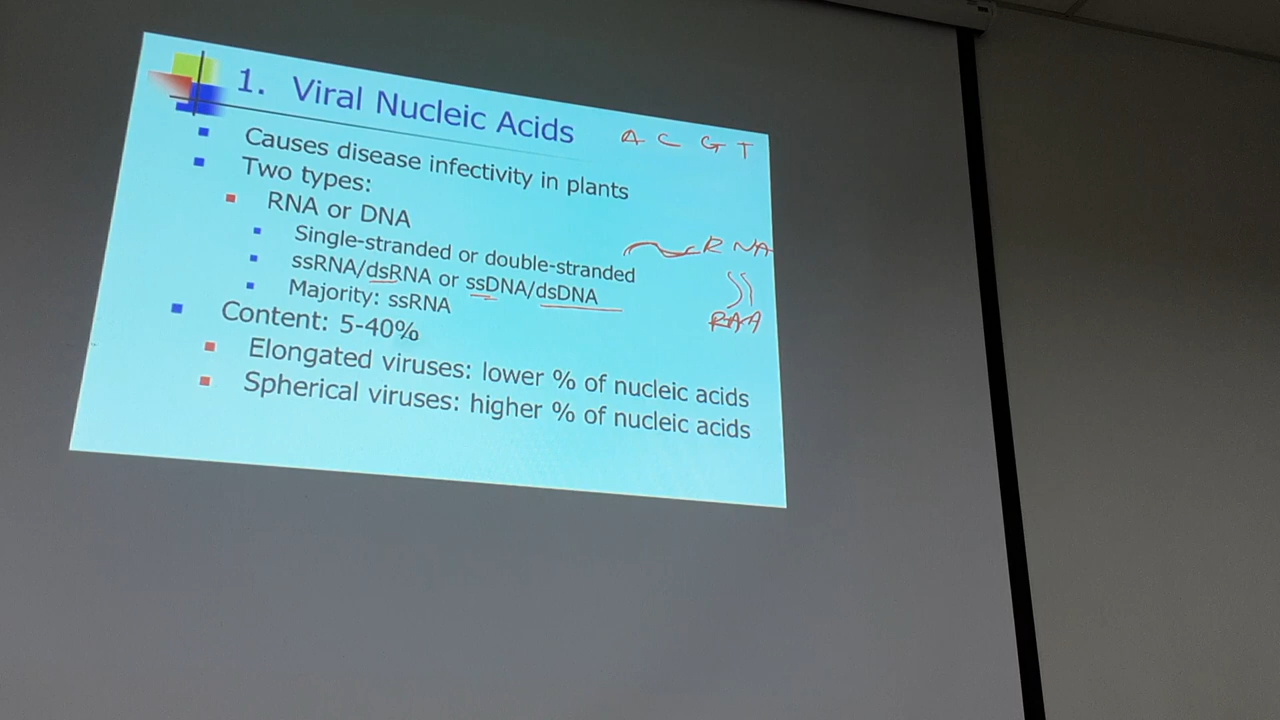 1. Viral Nucleic Acids
A C G T
Causes disease infectivity in plants
Two types:
RNA or DNA
Single-stranded or double-stranded
RNA
ssRNA/dsRNA or ssDNA/dsDNA
Majority: ssRNA
RNA
Content: 5-40%
Elongated viruses: lower % of nucleic acids
Spherical viruses: higher % of nucleic acids